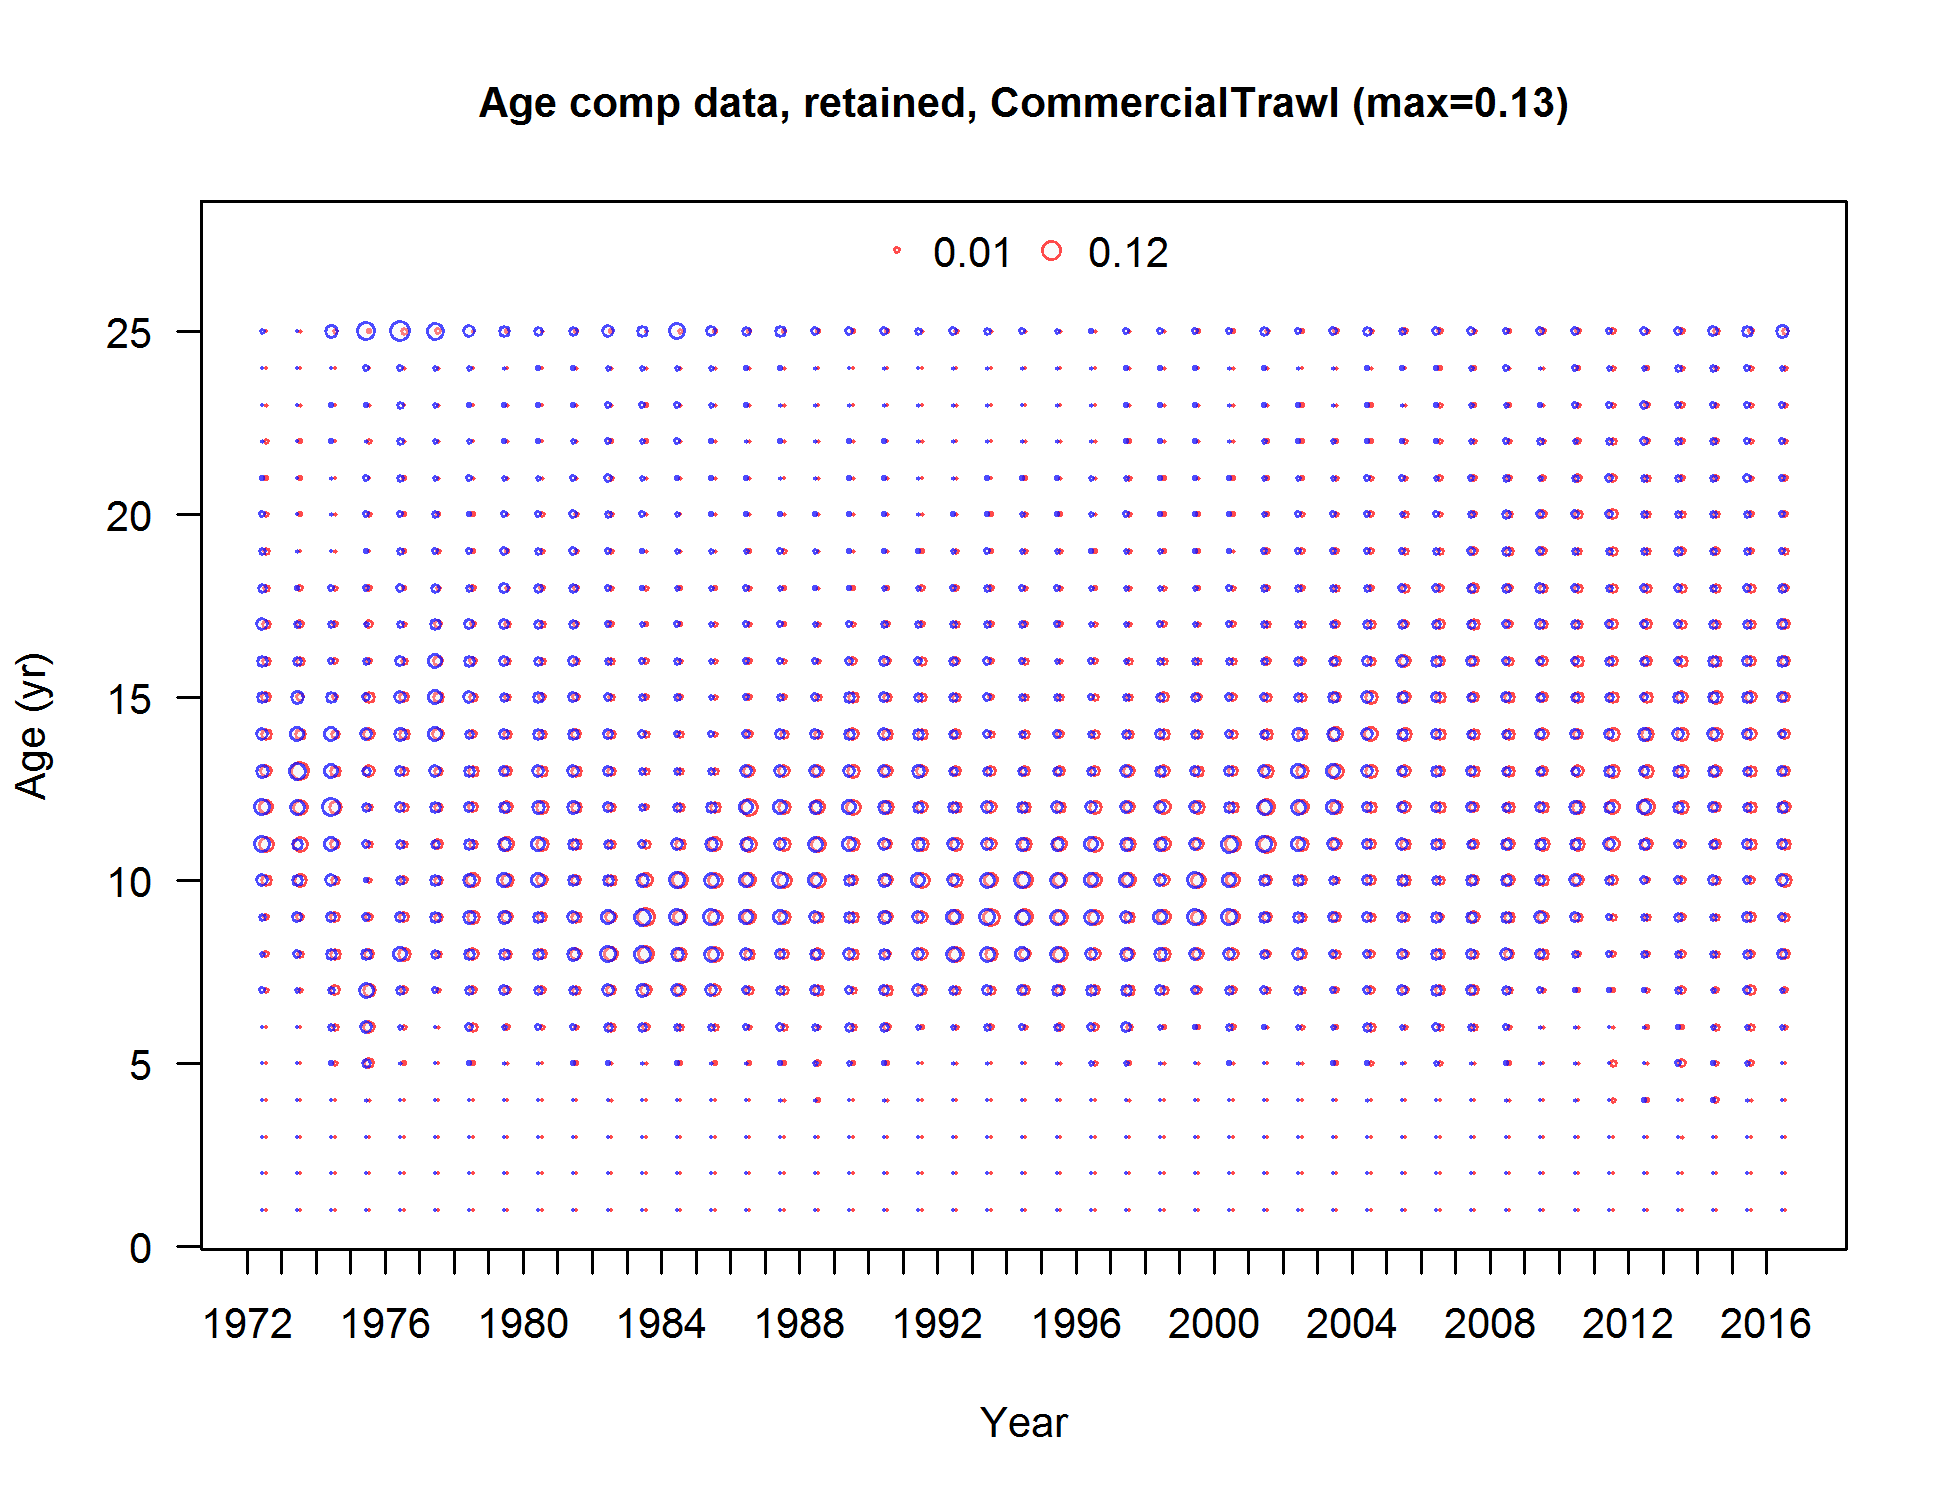 Age comp data, retained, CommercialTrawl (max=0.13)
0.01 0.12
25
20
15
10
5
0
Age (yr)
1972 1976 1980 1984 1988 1992 1996 2000 2004 2008 2012 2016
Year